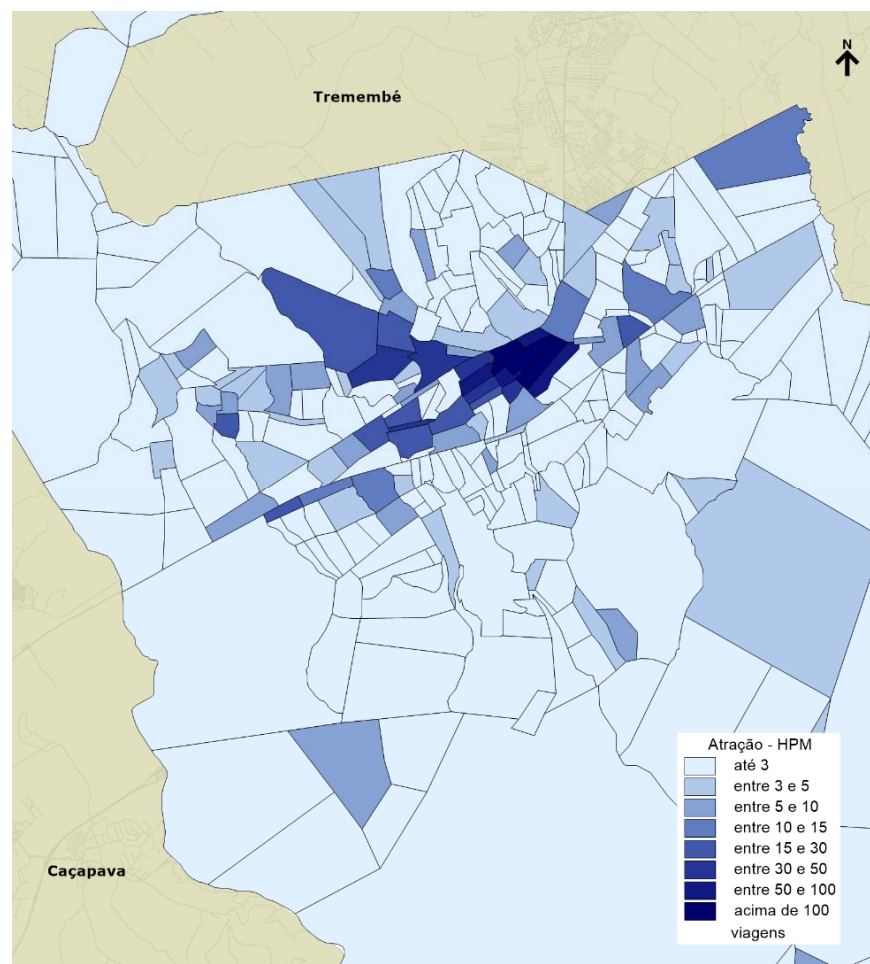 N
Tremembé
Atração - HPM
até 3
entre 3 e 5
entre 5 e 10
entre 10 e 15
entre 15 e 30
entre 30 e 50
entre 50 e 100
acima de 100
viagens
Caçapava